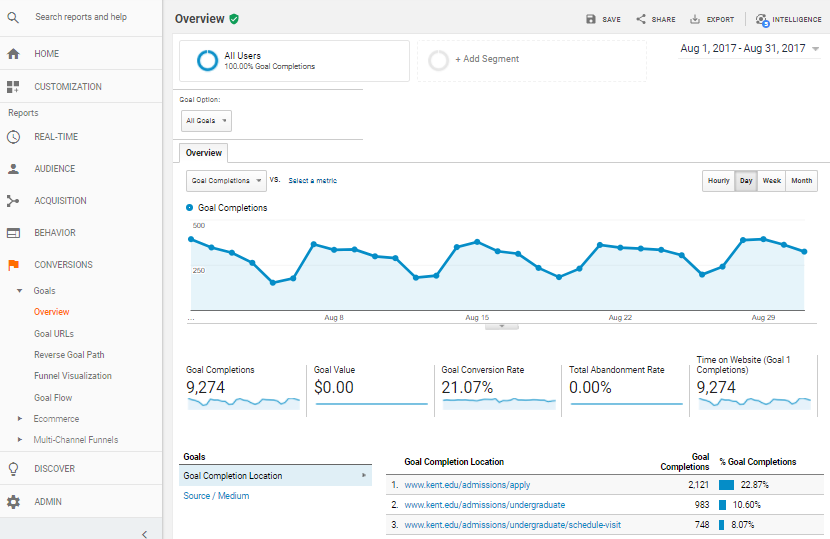 Search reports and help
HOME
CUSTOMIZATION
Reports
REAL-TIME
AUDIENCE
ACQUISITION
BEHAVIOR
CONVERSIONS
Goals
Overview
Goal URLs
Reverse Goal Path
Funnel Visualization
Goal Flow
Ecommerce
Multi-Channel Funnels
DISCOVER
ADMIN
Overview
SAVE SHARE EXPORT INTELLIGENCE
All Users
100.00% Goal Completions
+ Add Segment
Aug 1, 2017 - Aug 31, 2017
Goal Option:
All Goals
Overview
Goal Completions VS. Select a metric
Hourly Day Week Month
Goal Completions
500
250
... Aug 8 Aug 15 Aug 22 Aug 29
Goal Completions
9,274
Goal Value
$0.00
Goal Conversion Rate
21.07%
Total Abandonment Rate
0.00%
Time on Website (Goal 1
Completions)
9,274
Goals
Goal Completion Location
Source / Medium
Goal Completion Location Goal Completions % Goal Completions
1. www.kent.edu/admissions/apply 2,121 22.87%
2. www.kent.edu/admissions/undergraduate 983 10.60%
3. www.kent.edu/admissions/undergraduate/schedule-visit 748 8.07%